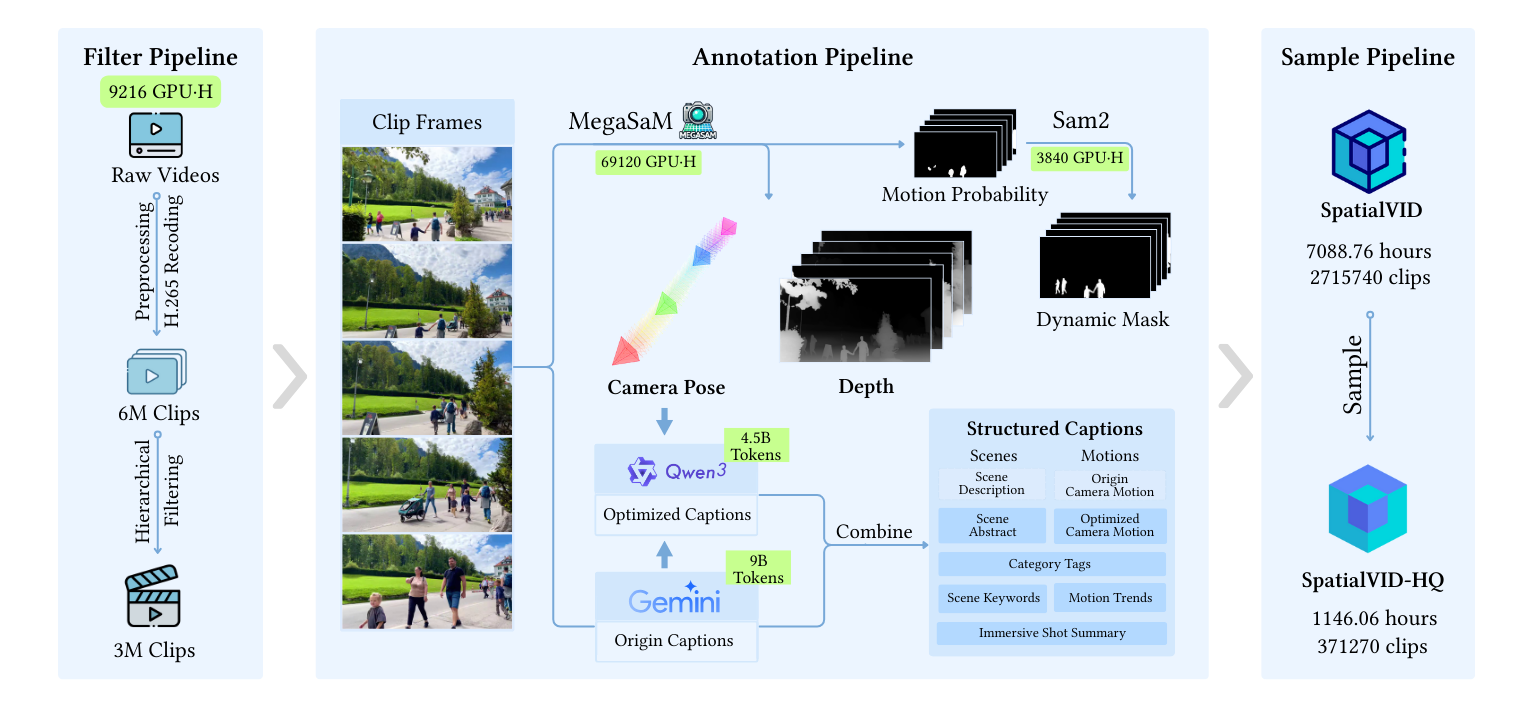 Filter Pipeline
9216 GPU·H
Raw Videos
Preprocessing
H.265 Recoding
6M Clips
Hierarchical
Filtering
3M Clips
Annotation Pipeline
Clip Frames
MegaSaM
MEGASAM
69120 GPU·H
Motion Probability
Sam2
3840 GPU·H
Dynamic Mask
Camera Pose
Depth
4.5B
Tokens
Qwen3
Optimized Captions
9B
Tokens
Gemini
Origin Captions
Combine
Structured Captions
Scenes
Motions
Scene
Description
Origin
Camera Motion
Scene
Abstract
Optimized
Camera Motion
Category Tags
Scene Keywords
Motion Trends
Immersive Shot Summary
Sample Pipeline
SpatialVID
7088.76 hours
2715740 clips
Sample
SpatialVID-HQ
1146.06 hours
371270 clips